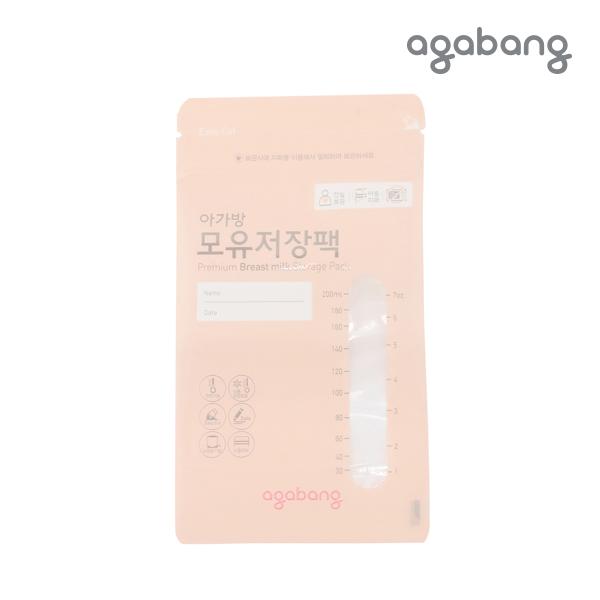 agabang
Easy Cut
아가방
모유저장팩
Premium Breast milk Storage Pack
Name
Date
200ml
7oz
180
6
160
140
5
120
4
100
80
3
60
2
40
30
1
agabang